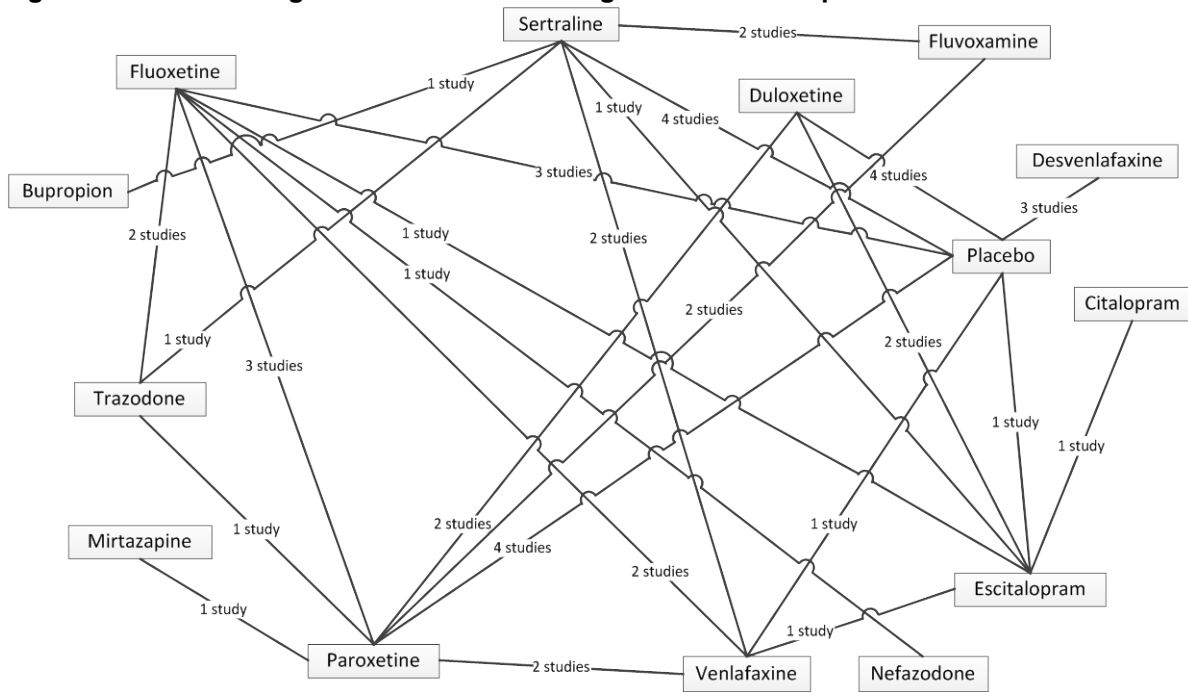 Sertraline
2 studies
Fluvoxamine
Fluoxetine
1 study
1 study
Duloxetine
4 studies
Desvenlafaxine
Bupropion
3 studies
4 studies
3 studies
2 studies
1 study
2 studies
Placebo
1 study
Citalopram
2 studies
1 study
2 studies
3 studies
Trazodone
1 study
1 study
1 study
2 studies
1 study
Mirtazapine
4 studies
2 studies
Escitalopram
1 study
1 study
Paroxetine
2 studies
Venlafaxine
Nefazodone